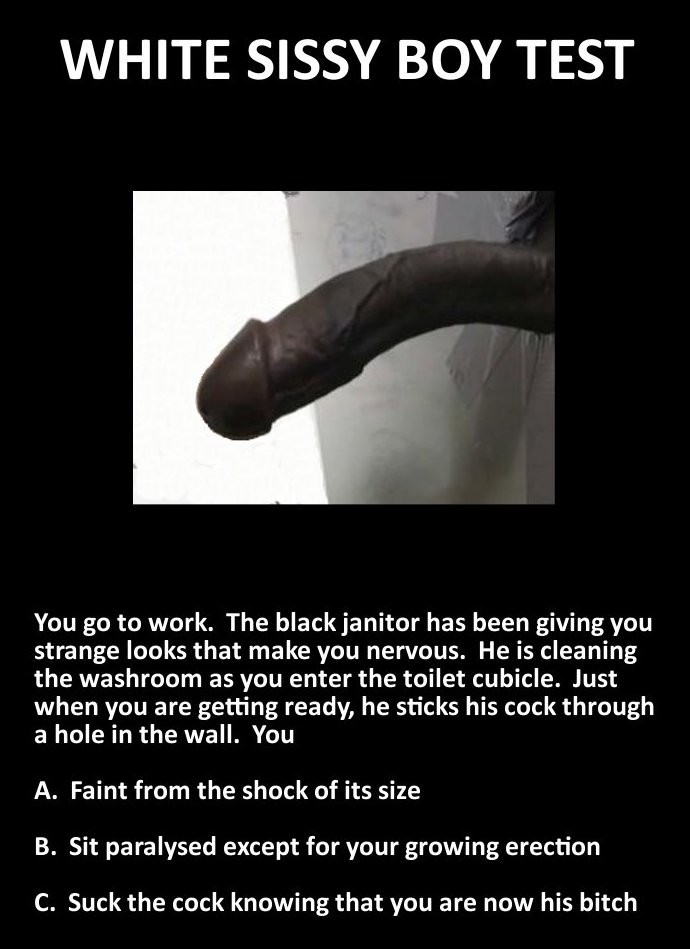 WHITE SISSY BOY TEST
You go to work.  The black janitor has been giving you
strange looks that make you nervous.  He is cleaning
the washroom as you enter the toilet cubicle.  Just
when you are getting ready, he sticks his cock through
a hole in the wall.  You
A.  Faint from the shock of its size
B.  Sit paralysed except for your growing erection
C.  Suck the cock knowing that you are now his bitch